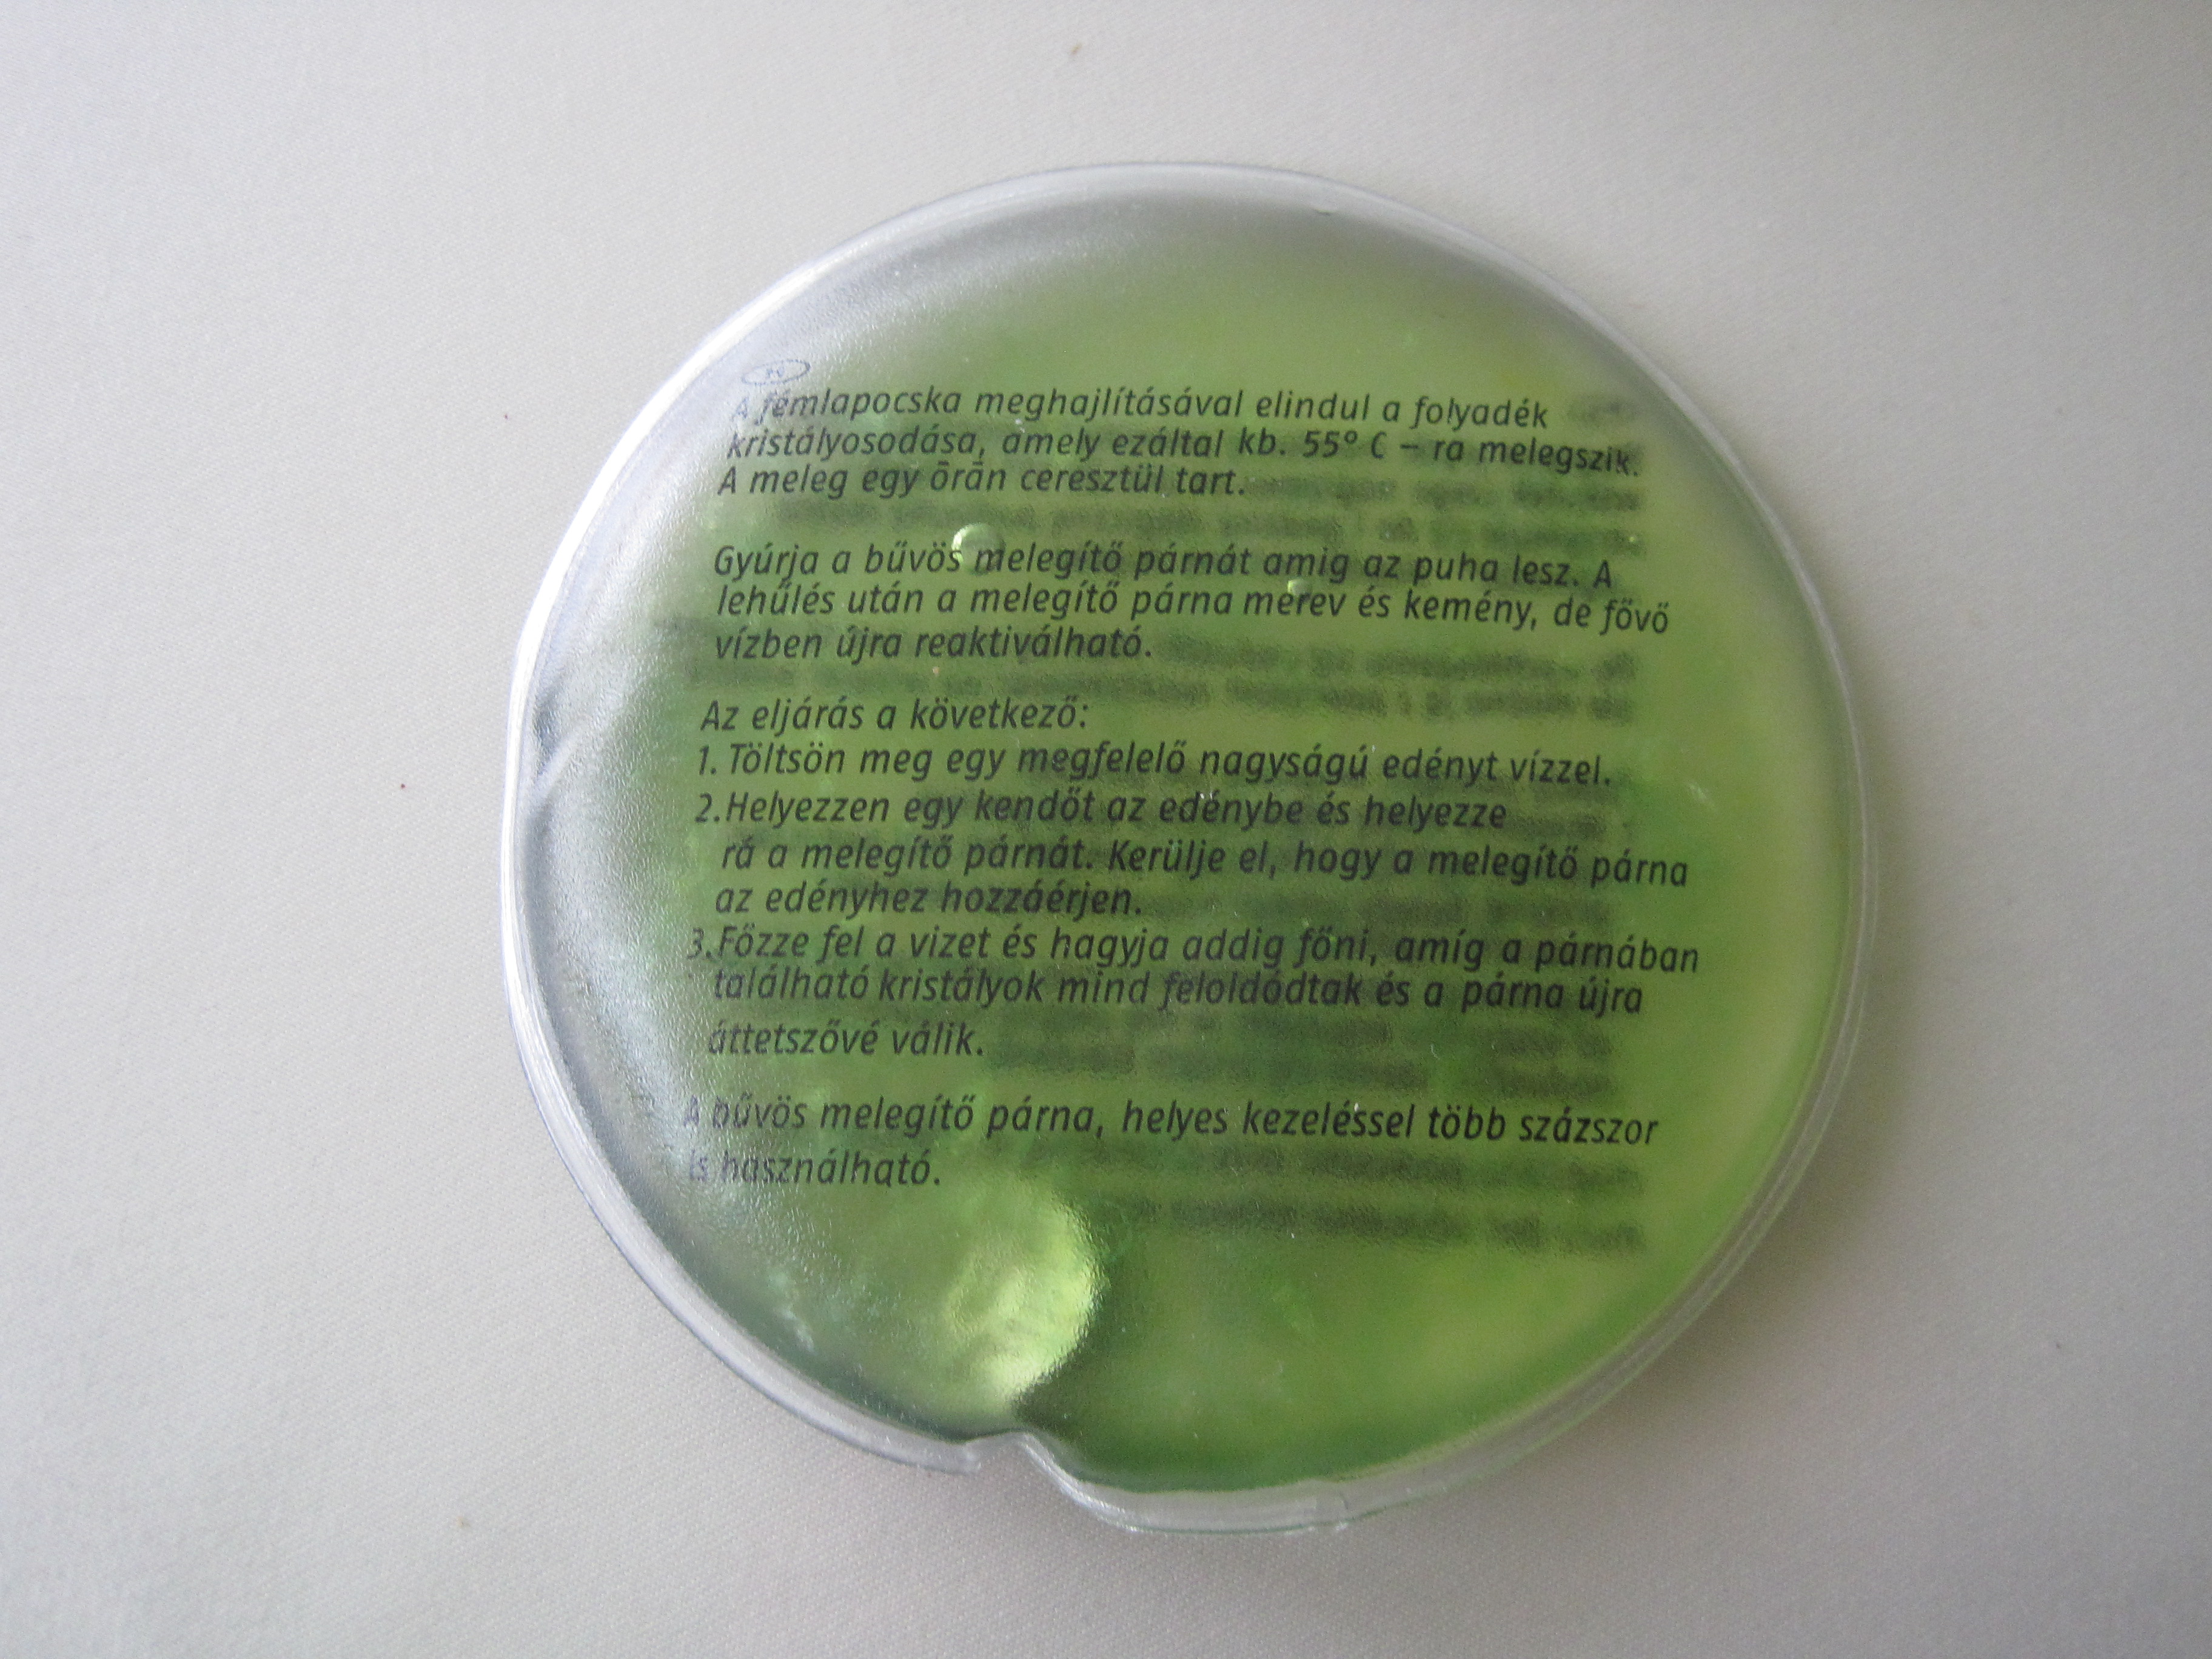 A fémlapocska meghajlításával elindul a folyadék
kristályosodása, amely ezáltal kb. 55° C – ra melegszik.
A meleg egy ōrān ceresztül tart.
Gyúrja a bűvös melegítő párnát amig az puha lesz. A
lehűlés után a melegítő párna merev és kemény, de fővő
vízben újra reaktiválható.
Az eljárás a következő:
1. Töltsön meg egy megfelelő nagyságú edényt vízzel.
2. Helyezzen egy kendőt az edénybe és helyezze
rá a melegítő párnát. Kerülje el, hogy a melegítő párna
az edényhez hozzáérjen.
3. Főzze fel a vizet és hagyja addig főni, amíg a párnában
található kristályok mind feloldódtak és a párna újra
áttetszővé válik.
A bűvös melegítő párna, helyes kezeléssel több százszor
is használható.